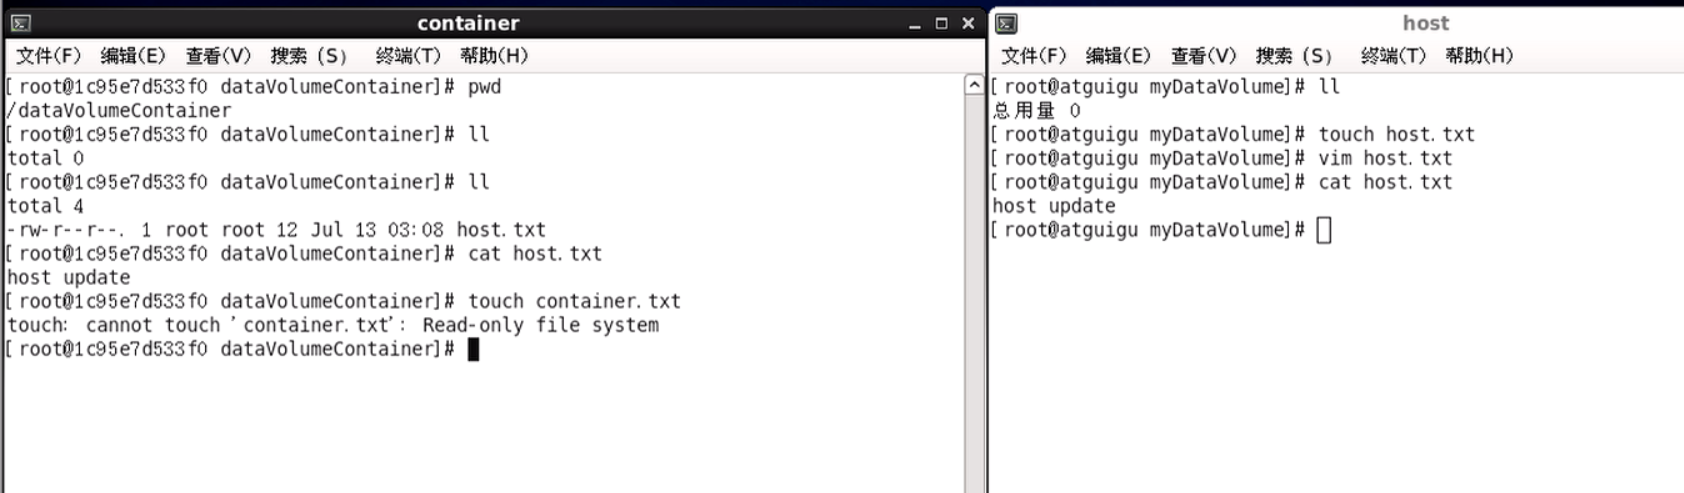 container
文件(F) 编辑(E) 查看(V) 搜索 (S) 终端(T) 帮助(H)
[root@1c95e7d533f0 dataVolumeContainer]# pwd
/dataVolumeContainer
[root@1c95e7d533f0 dataVolumeContainer]# ll
total 0
[root@1c95e7d533f0 dataVolumeContainer]# ll
total 4
-rw-r--r--. 1 root root 12 Jul 13 03:08 host.txt
[root@1c95e7d533f0 dataVolumeContainer]# cat host.txt
host update
[root@1c95e7d533f0 dataVolumeContainer]# touch container.txt
touch: cannot touch 'container.txt': Read-only file system
[root@1c95e7d533f0 dataVolumeContainer]#
host
文件(F) 编辑(E) 查看(V) 搜索 (S) 终端(T) 帮助(H)
[root@atguigu myDataVolume]# ll
总用量 0
[root@atguigu myDataVolume]# touch host.txt
[root@atguigu myDataVolume]# vim host.txt
[root@atguigu myDataVolume]# cat host.txt
host update
[root@atguigu myDataVolume]#